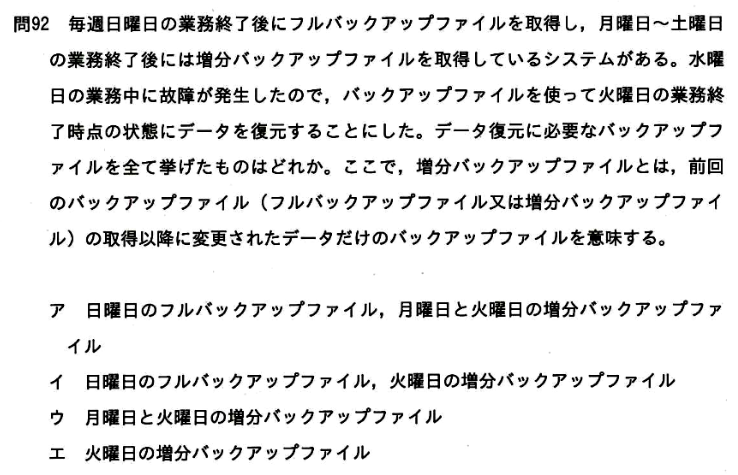 問92 毎週日曜日の業務終了後にフルバックアップファイルを取得し，月曜日～土曜日
の業務終了後には増分バックアップファイルを取得しているシステムがある。水曜
日の業務中に故障が発生したので，バックアップファイルを使って火曜日の業務終
了時点の状態にデータを復元することにした。データ復元に必要なバックアップフ
ァイルを全て挙げたものはどれか。ここで，増分バックアップファイルとは，前回
のバックアップファイル（フルバックアップファイル又は増分バックアップファイ
ル）の取得以降に変更されたデータだけのバックアップファイルを意味する。
ア 日曜日のフルバックアップファイル，月曜日と火曜日の増分バックアップファ
イル
イ 日曜日のフルバックアップファイル，火曜日の増分バックアップファイル
ウ 月曜日と火曜日の増分バックアップファイル
エ 火曜日の増分バックアップファイル